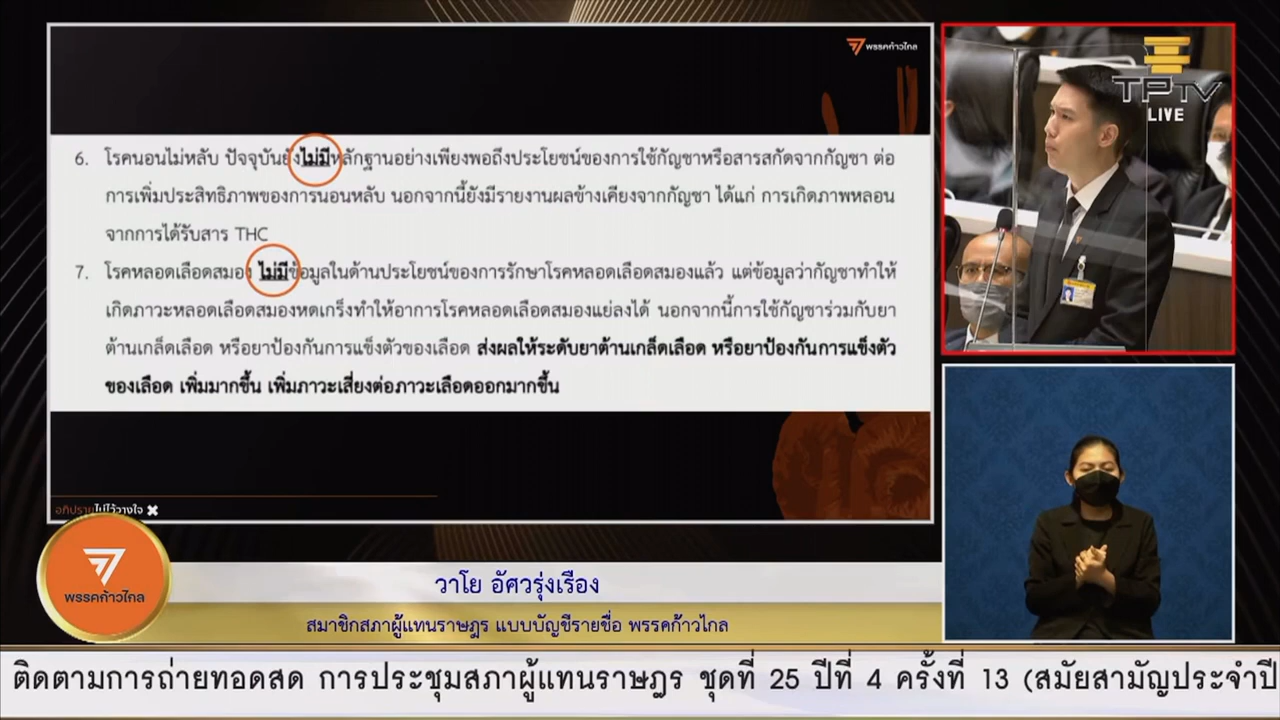 พรรคก้าวไกล
6. โรคนอนไม่หลับ ปัจจุบันยังไม่มีหลักฐานอย่างเพียงพอถึงประโยชน์ของการใช้กัญชาหรือสารสกัดจากกัญชา ต่อ
การเพิ่มประสิทธิภาพของการนอนหลับ นอกจากนี้ยังมีรายงานผลข้างเคียงจากกัญชา ได้แก่ การเกิดภาพหลอน
จากการได้รับสาร THC
7. โรคหลอดเลือดสมอง ไม่มีข้อมูลในด้านประโยชน์ของการรักษาโรคหลอดเลือดสมองแล้ว แต่ข้อมูลว่ากัญชาทำให้
เกิดภาวะหลอดเลือดสมองหดเกร็งทำให้อาการโรคหลอดเลือดสมองแย่ลงได้ นอกจากนี้การใช้กัญชาร่วมกับยา
ต้านเกล็ดเลือด หรือยาป้องกันการแข็งตัวของเลือด ส่งผลให้ระดับยาต้านเกล็ดเลือด หรือยาป้องกันการแข็งตัว
ของเลือด เพิ่มมากขึ้น เพิ่มภาวะเสี่ยงต่อภาวะเลือดออกมากขึ้น
อภิปรายไม่ไว้วางใจ
TPTV
LIVE
พรรคก้าวไกล
วาโย อัศวรุ่งเรือง
สมาชิกสภาผู้แทนราษฎร แบบบัญชีรายชื่อ พรรคก้าวไกล
ติดตามการถ่ายทอดสด การประชุมสภาผู้แทนราษฎร ชุดที่ 25 ปีที่ 4 ครั้งที่ 13 (สมัยสามัญประจำปี